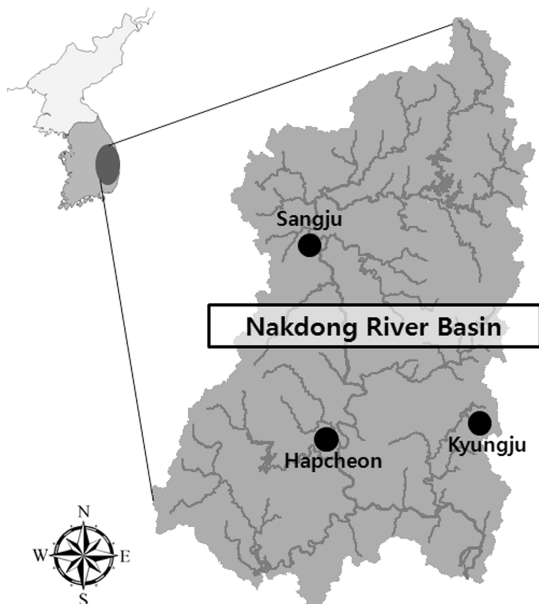 Sangju
Nakdong River Basin
Kyungju
Hapcheon
N
W
E
S